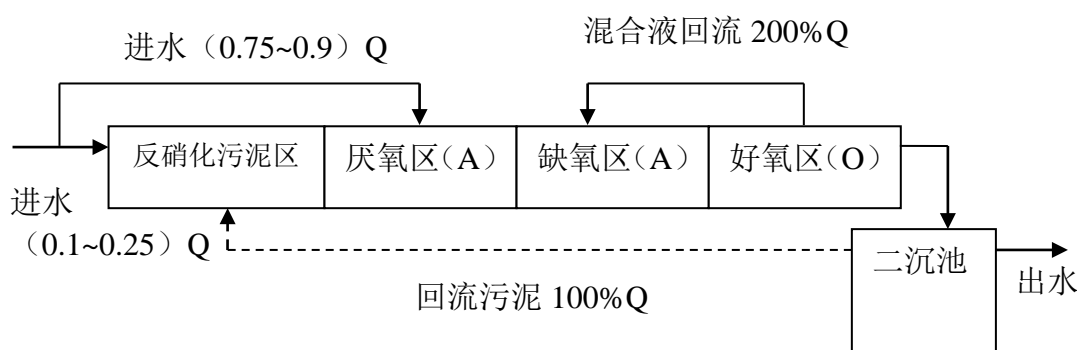 进水（0.75~0.9）Q
混合液回流 200%Q
反硝化污泥区
厌氧区（A）
缺氧区（A）
好氧区（O）
进水
（0.1~0.25）Q
二沉池
出水
回流污泥 100%Q